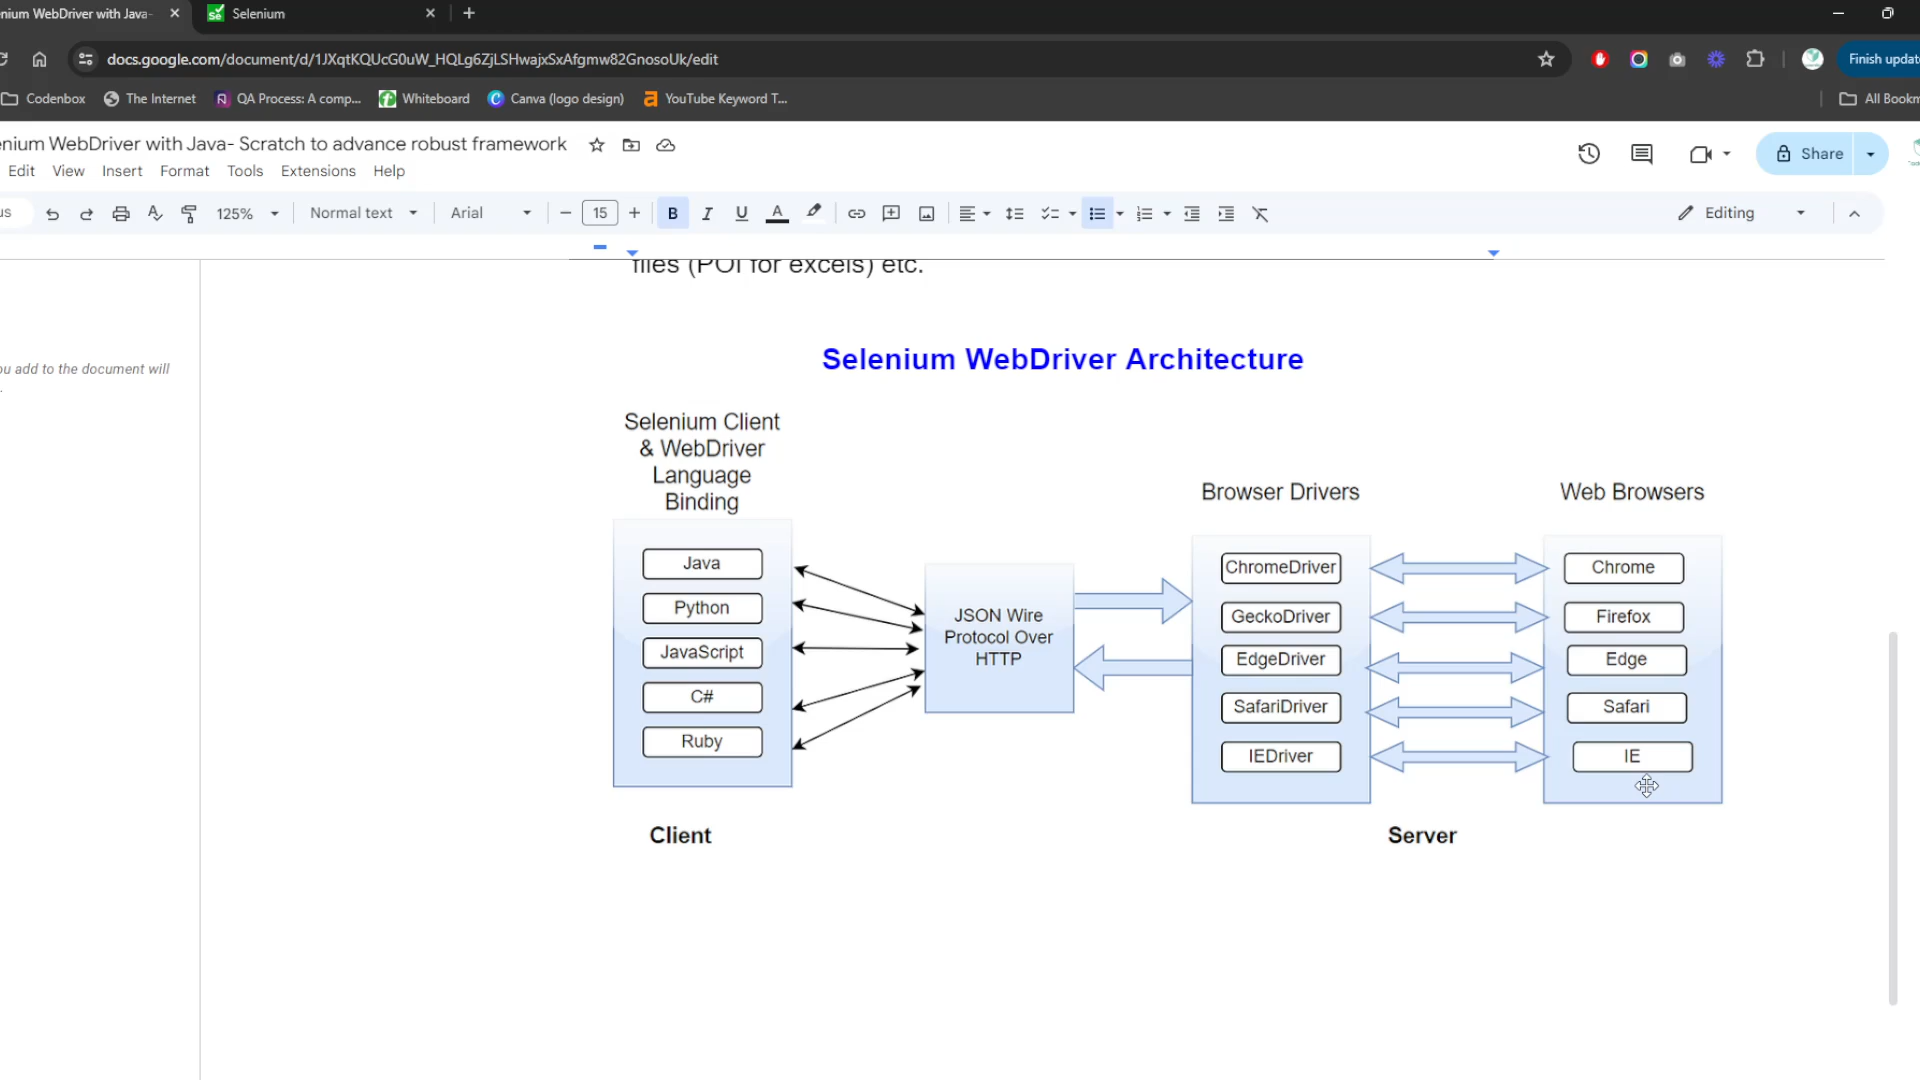 nium WebDriver with Java-
Selenium
docs.google.com/document/d/1JXqtKQUcG0uW_HQLg6ZjLSHwajxSxAfgmw82GnosoUk/edit
Finish updat
Codenbox
The Internet
QA Process: A comp...
Whiteboard
Canva (logo design)
YouTube Keyword T...
All Bookm
enium WebDriver with Java- Scratch to advance robust framework
Edit View Insert Format Tools Extensions Help
Share
us
125%
Normal text
Arial
15
B I U A
Editing
files (POI for excels) etc.
ou add to the document will
.
Selenium WebDriver Architecture
Selenium Client
& WebDriver
Language
Binding
Browser Drivers
Web Browsers
Java
Python
JavaScript
C#
Ruby
JSON Wire
Protocol Over
HTTP
ChromeDriver
GeckoDriver
EdgeDriver
SafariDriver
IEDriver
Chrome
Firefox
Edge
Safari
IE
Client
Server